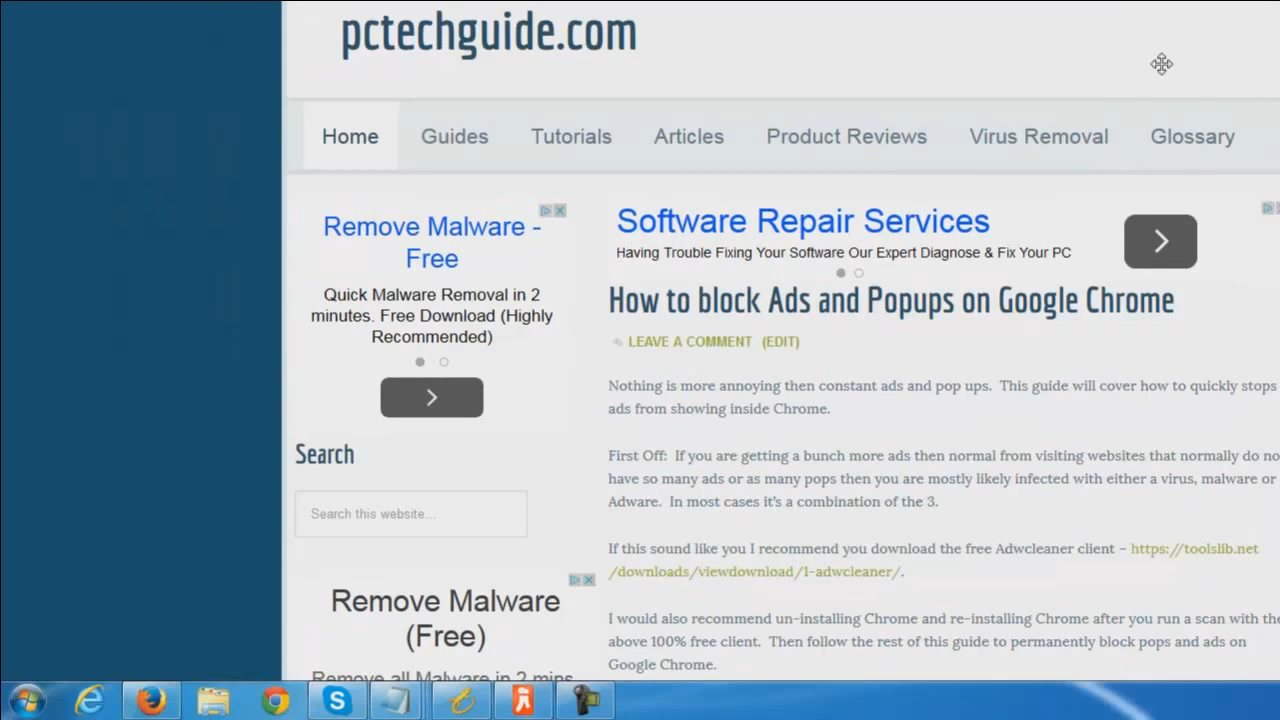 pctechguide.com
Home Guides Tutorials Articles Product Reviews Virus Removal Glossary
Remove Malware -
Free
Quick Malware Removal in 2
minutes. Free Download (Highly
Recommended)
Search
Search this website...
Remove Malware
(Free)
Remove all Malware in 2 mins
Software Repair Services
Having Trouble Fixing Your Software Our Expert Diagnose & Fix Your PC
How to block Ads and Popups on Google Chrome
LEAVE A COMMENT (EDIT)
Nothing is more annoying then constant ads and pop ups. This guide will cover how to quickly stops
ads from showing inside Chrome.
First Off: If you are getting a bunch more ads then normal from visiting websites that normally do no
have so many ads or as many pops then you are mostly likely infected with either a virus, malware or
Adware. In most cases it's a combination of the 3.
If this sound like you I recommend you download the free Adwcleaner client – https://toolslib.net
/downloads/viewdownload/1-adwcleaner/.
I would also recommend un-installing Chrome and re-installing Chrome after you run a scan with the
above 100% free client. Then follow the rest of this guide to permanently block pops and ads on
Google Chrome.